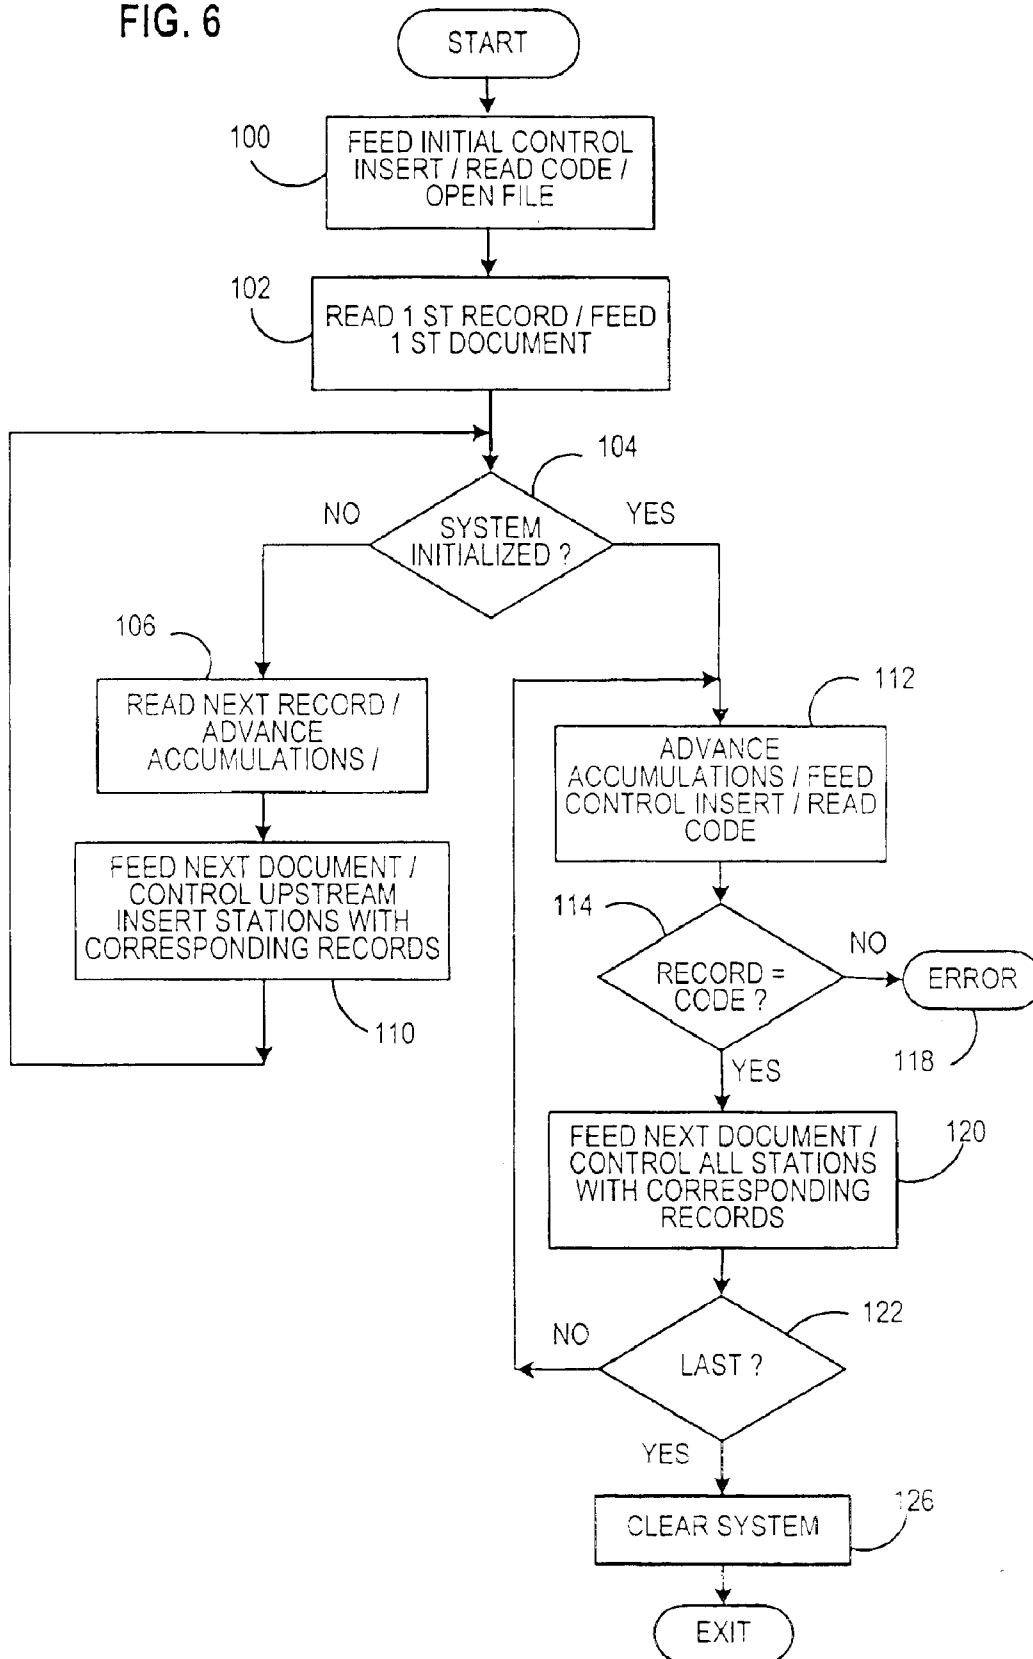 FIG. 6
START
100
FEED INITIAL CONTROL
INSERT / READ CODE /
OPEN FILE
102
READ 1 ST RECORD / FEED
1 ST DOCUMENT
104
NO
YES
SYSTEM
INITIALIZED ?
106
READ NEXT RECORD /
ADVANCE
ACCUMULATIONS /
112
ADVANCE
ACCUMULATIONS / FEED
CONTROL INSERT / READ
CODE
FEED NEXT DOCUMENT /
CONTROL UPSTREAM
INSERT STATIONS WITH
CORRESPONDING RECORDS
110
114
RECORD =
CODE ?
NO
ERROR
118
YES
120
FEED NEXT DOCUMENT /
CONTROL ALL STATIONS
WITH CORRESPONDING
RECORDS
122
NO
LAST ?
YES
126
CLEAR SYSTEM
EXIT